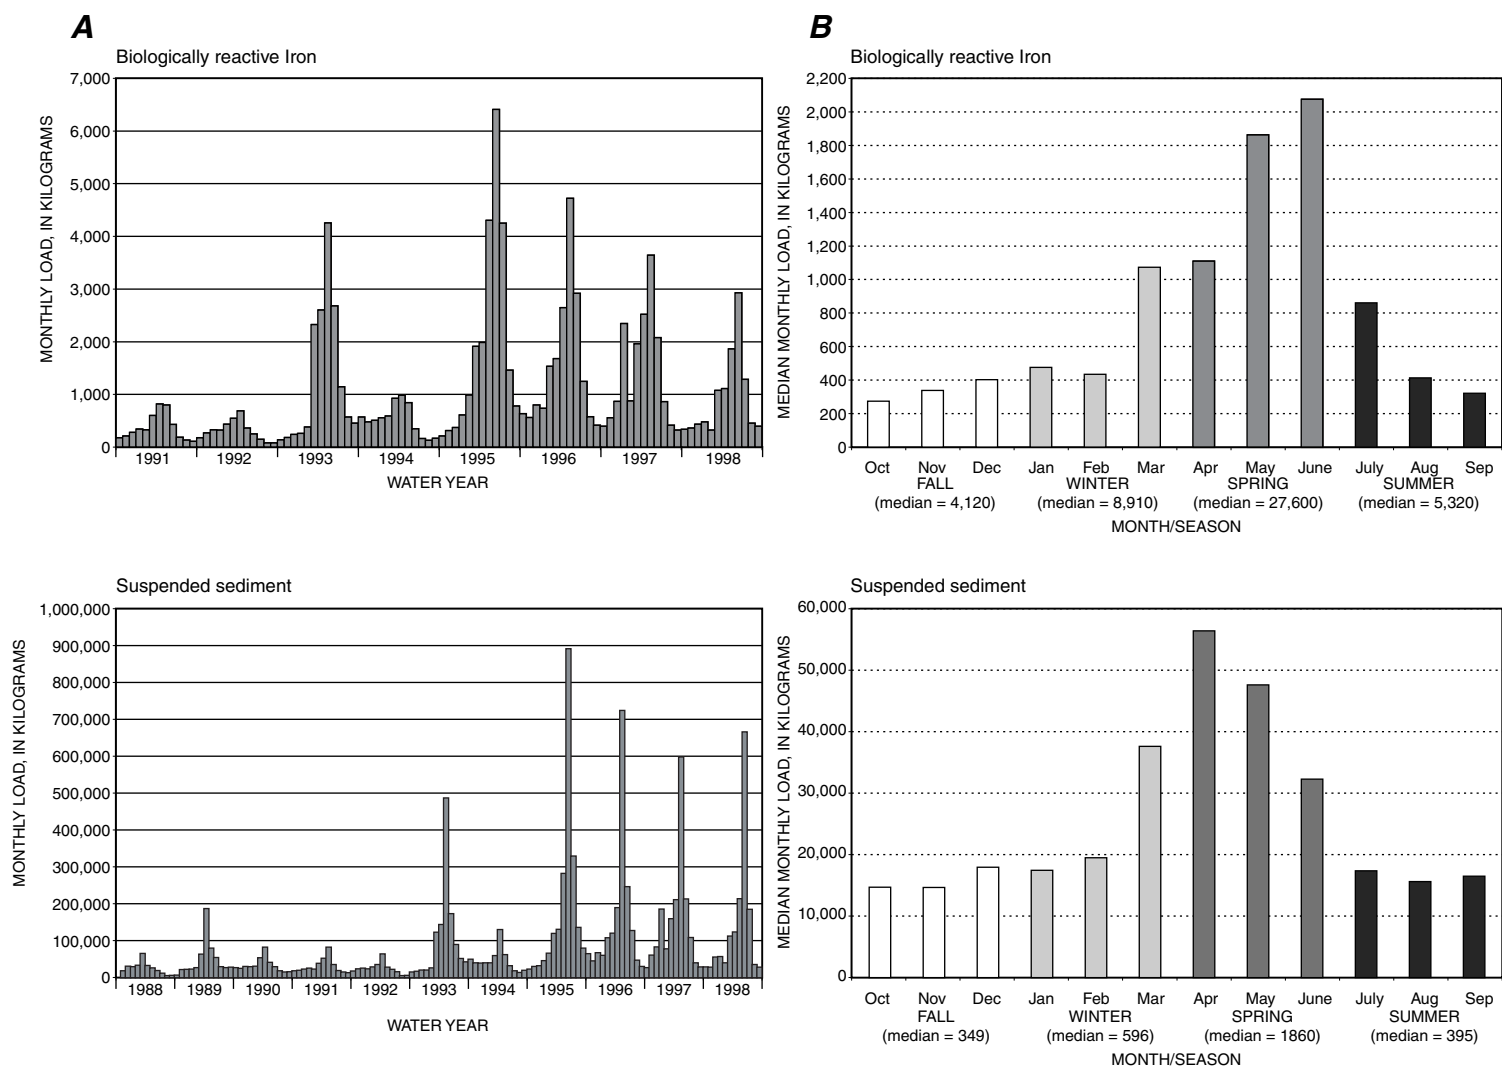 A
Biologically reactive Iron
MONTHLY LOAD, IN KILOGRAMS
7,000
6,000
5,000
4,000
3,000
2,000
1,000
0
1991 1992 1993 1994 1995 1996 1997 1998
WATER YEAR
B
Biologically reactive Iron
MEDIAN MONTHLY LOAD, IN KILOGRAMS
2,200
2,000
1,800
1,600
1,400
1,200
1,000
800
600
400
200
0
Oct Nov Dec Jan Feb Mar Apr May June July Aug Sep
FALL WINTER SPRING SUMMER
(median = 4,120) (median = 8,910) (median = 27,600) (median = 5,320)
MONTH/SEASON
Suspended sediment
MONTHLY LOAD, IN KILOGRAMS
1,000,000
900,000
800,000
700,000
600,000
500,000
400,000
300,000
200,000
100,000
0
1988 1989 1990 1991 1992 1993 1994 1995 1996 1997 1998
WATER YEAR
Suspended sediment
MEDIAN MONTHLY LOAD, IN KILOGRAMS
60,000
50,000
40,000
30,000
20,000
10,000
0
Oct Nov Dec Jan Feb Mar Apr May June July Aug Sep
FALL WINTER SPRING SUMMER
(median = 349) (median = 596) (median = 1860) (median = 395)
MONTH/SEASON